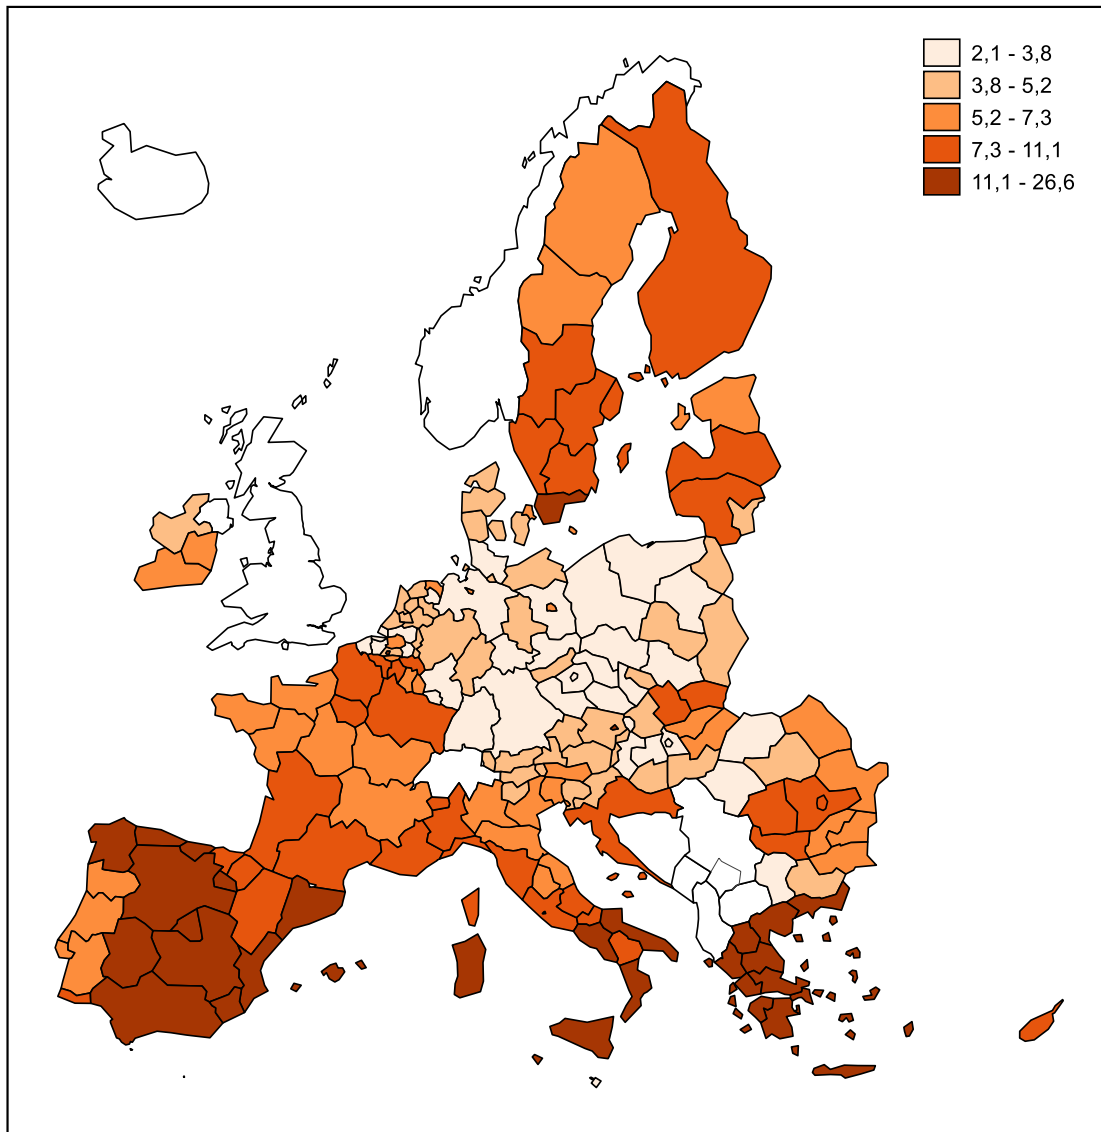 2,1 - 3,8
3,8 - 5,2
5,2 - 7,3
7,3 - 11,1
11,1 - 26,6